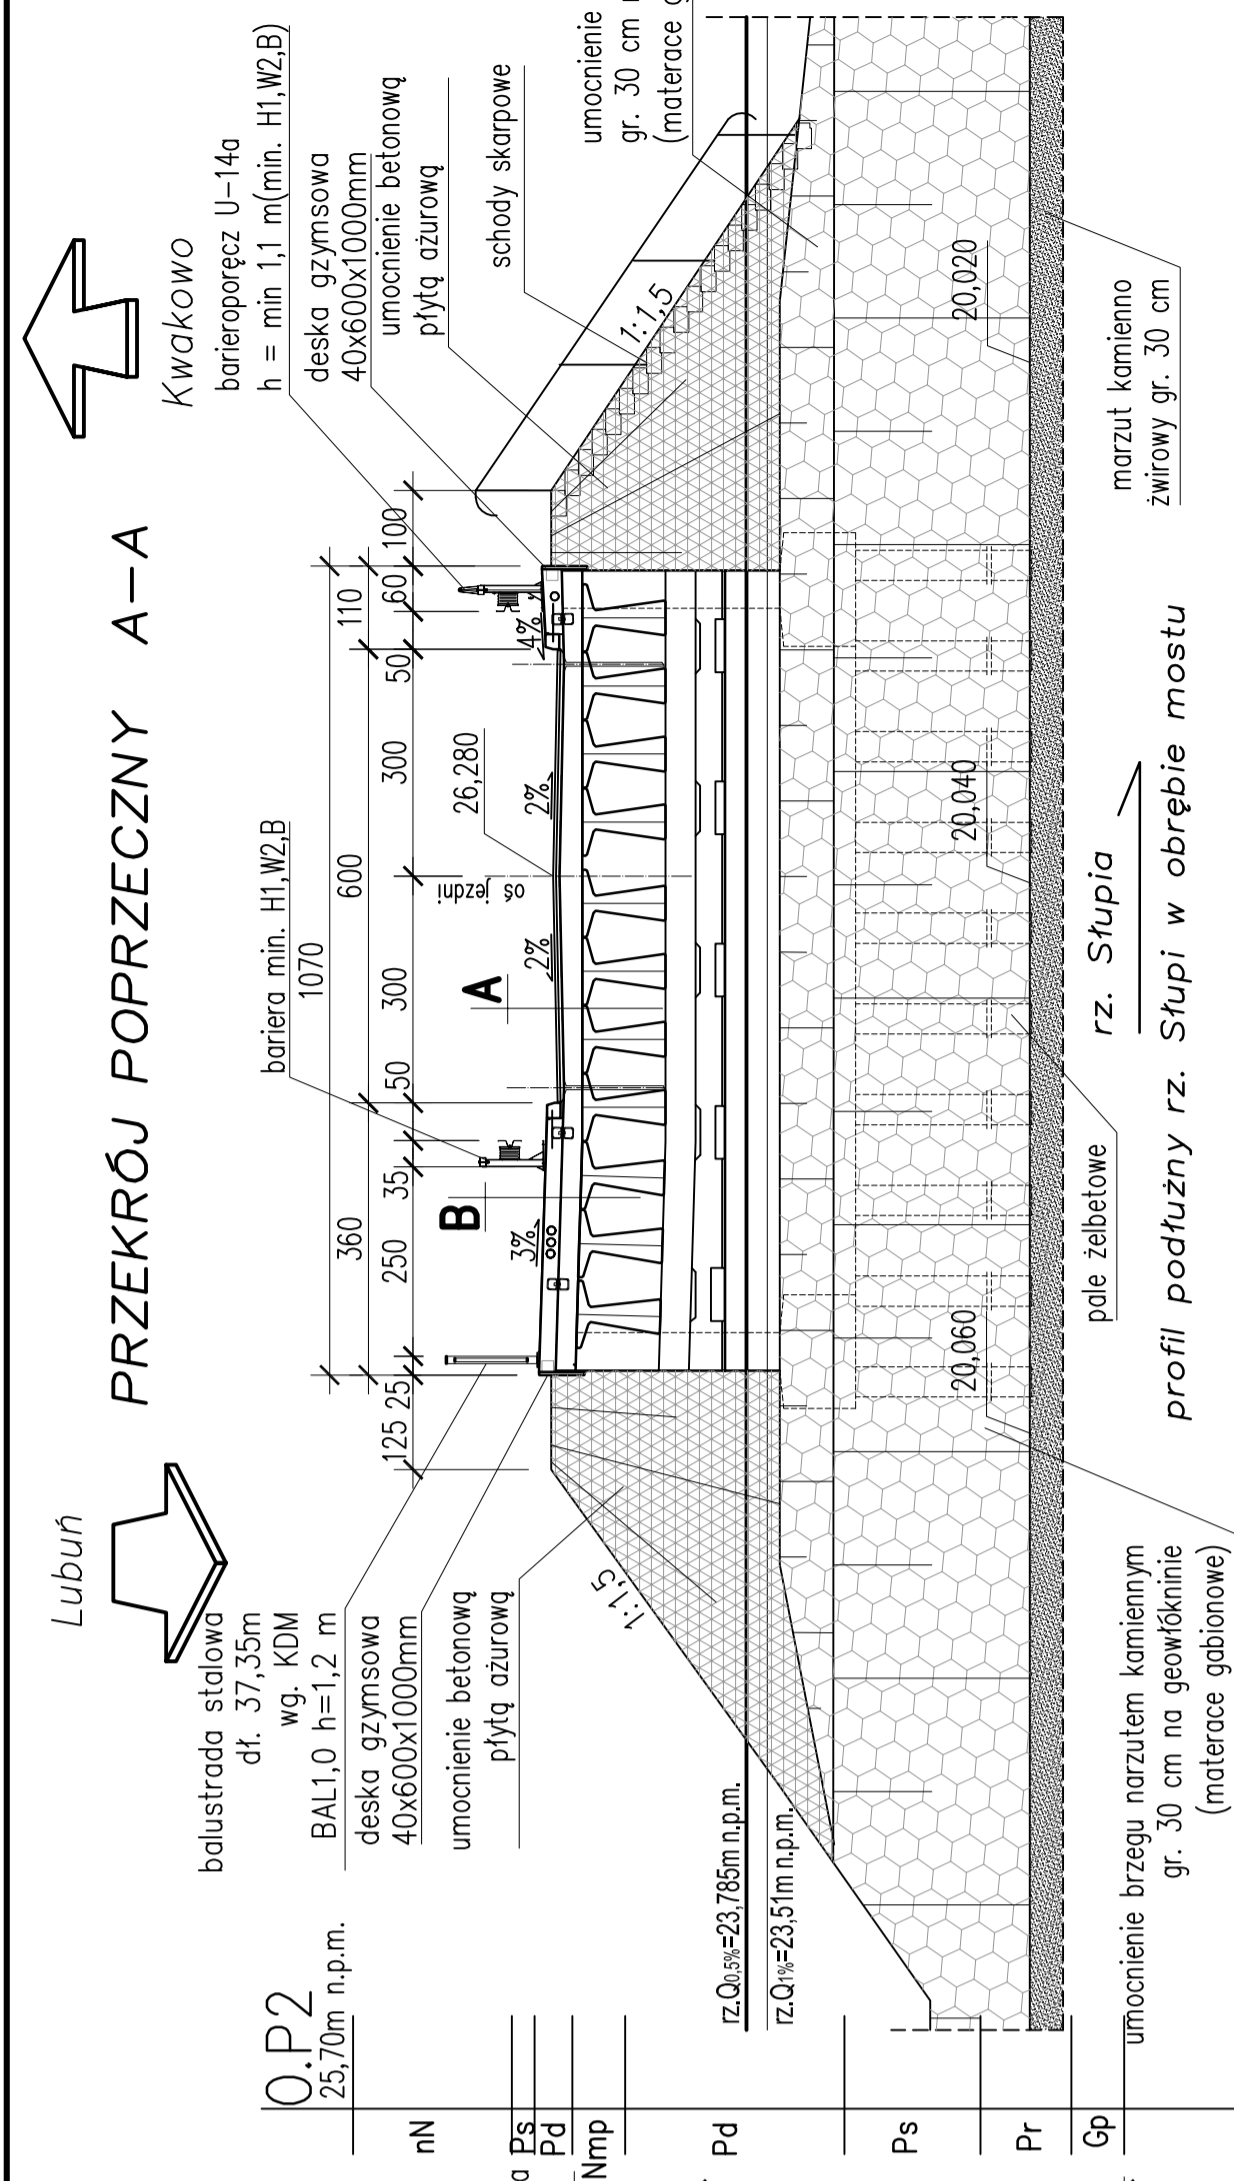 PRZEKRÓJ POPRZECZNY A-A
Lubuń
Kwakowo
balustrada stalowa
dł. 37,35m
wg. KDM
BAL1,0 h=1,2 m
deska gzymsowa
40x600x1000mm
umocnienie betonową
płytą ażurową
bariera min. H1,W2,B
1070
barieroporęcz U-14a
h = min 1,1 m(min. H1,W2,B)
deska gzymsowa
40x600x1000mm
umocnienie betonową
płytą ażurową
schody skarpowe
umocnienie
gr. 30 cm
(materace
360
600
110
125
25
250
35
50
300
300
50
60
100
B
A
oś jezdni
26,280
3%
2%
2%
4%
1:1,5
1:1,5
O.P2
25,70m n.p.m.
nN
Ps
Pd
Nmp
Pd
Ps
Pr
Gp
rz.Q0,5%=23,785m n.p.m.
rz.Q1%=23,51m n.p.m.
20,060
20,040
20,020
umocnienie brzegu narzutem kamiennym
gr. 30 cm na geowłókninie
(materace gabionowe)
pale żelbetowe
rz. Słupia
marzut kamienno
żwirowy gr. 30 cm
profil podłużny rz. Słupi w obrębie mostu